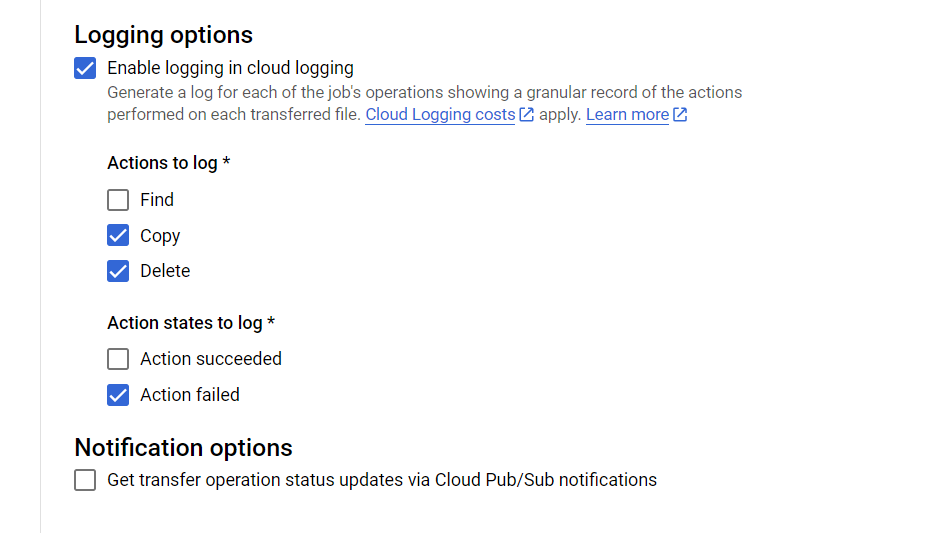 Logging options
Enable logging in cloud logging
Generate a log for each of the job's operations showing a granular record of the actions
performed on each transferred file. Cloud Logging costs apply. Learn more
Actions to log *
Find
Copy
Delete
Action states to log *
Action succeeded
Action failed
Notification options
Get transfer operation status updates via Cloud Pub/Sub notifications